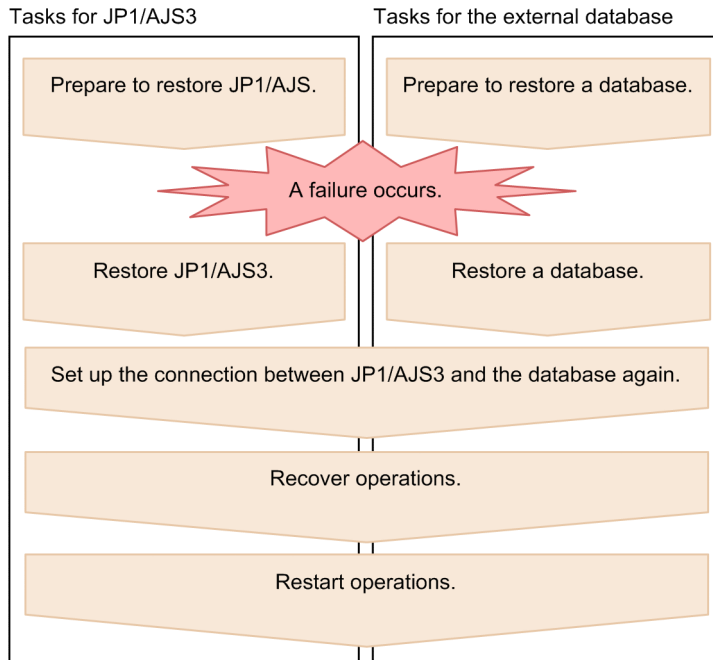 Tasks for JP1/AJS3
Tasks for the external database
Prepare to restore JP1/AJS.
Prepare to restore a database.
A failure occurs.
Restore JP1/AJS3.
Restore a database.
Set up the connection between JP1/AJS3 and the database again.
Recover operations.
Restart operations.